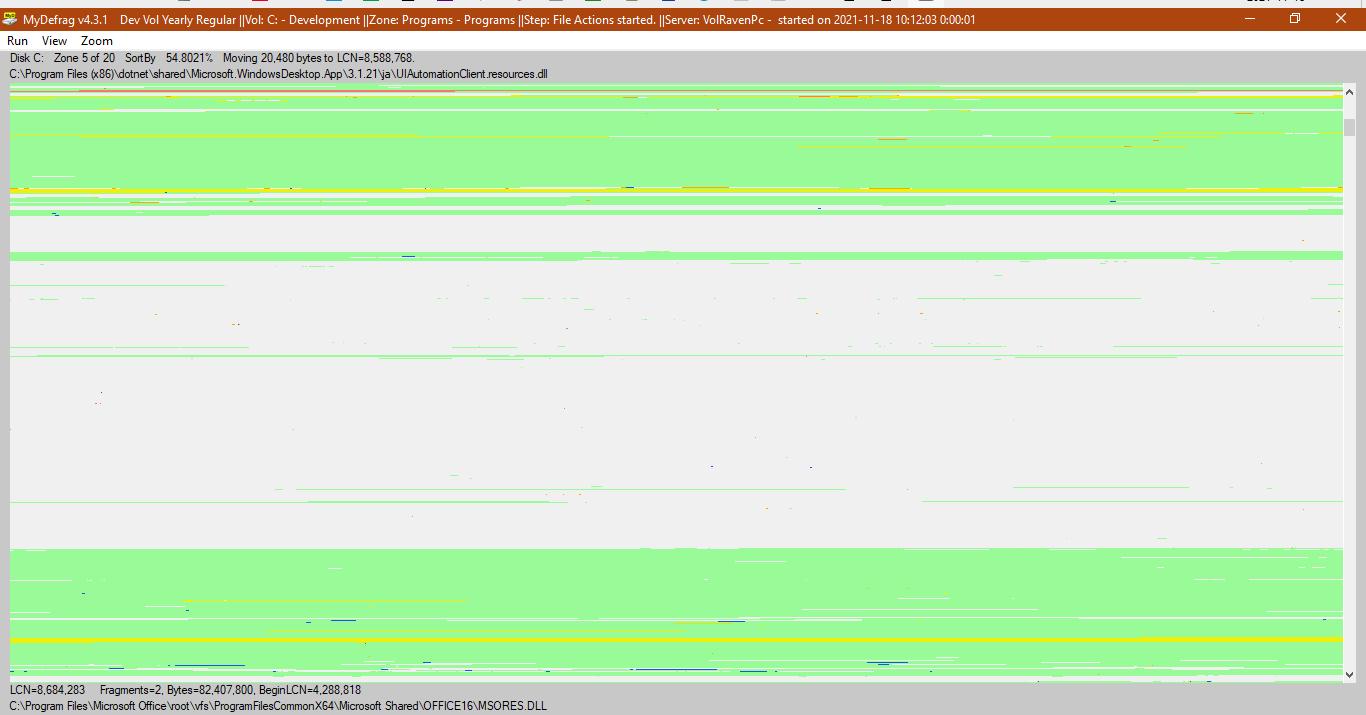 MyDefrag v4.3.1 Dev Vol Yearly Regular ||Vol: C: - Development ||Zone: Programs - Programs ||Step: File Actions started. ||Server: VolRavenPc - started on 2021-11-18 10:12:03 0:00:01
Run View Zoom
Disk C: Zone 5 of 20 SortBy 54.8021% Moving 20,480 bytes to LCN=8,588,768.
C:\Program Files (x86)\dotnet\shared\Microsoft.WindowsDesktop.App\3.1.21\ja\UIAutomationClient.resources.dll
LCN=8,684,283 Fragments=2, Bytes=82,407,800, BeginLCN=4,288,818
C:\Program Files\Microsoft Office\root\vfs\ProgramFilesCommonX64\Microsoft Shared\OFFICE16\MSORES.DLL